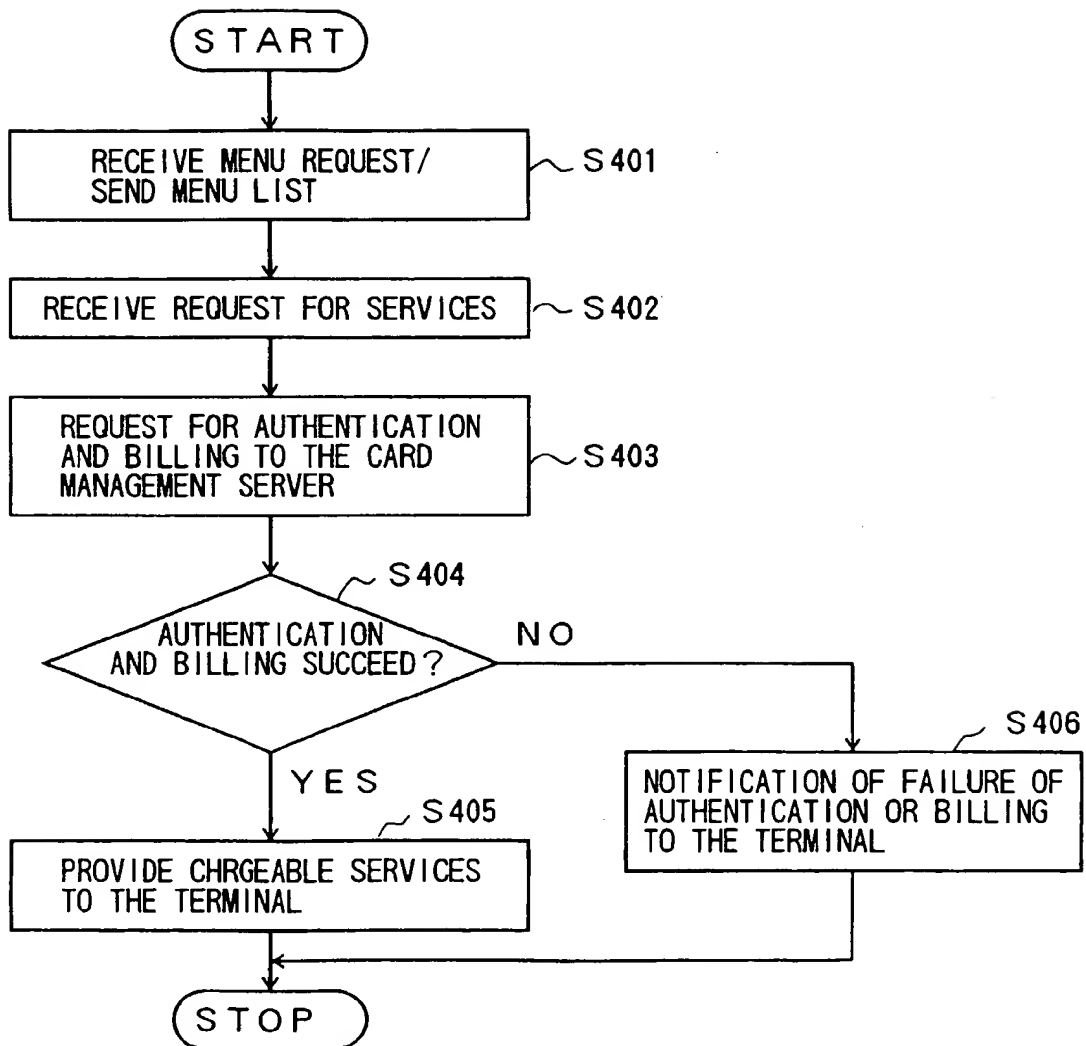 START
RECEIVE MENU REQUEST/
SEND MENU LIST
S401
RECEIVE REQUEST FOR SERVICES
S402
REQUEST FOR AUTHENTICATION
AND BILLING TO THE CARD
MANAGEMENT SERVER
S403
S404
AUTHENTICATION
AND BILLING SUCCEED?
NO
YES
S405
PROVIDE CHRGEABLE SERVICES
TO THE TERMINAL
S406
NOTIFICATION OF FAILURE OF
AUTHENTICATION OR BILLING
TO THE TERMINAL
STOP